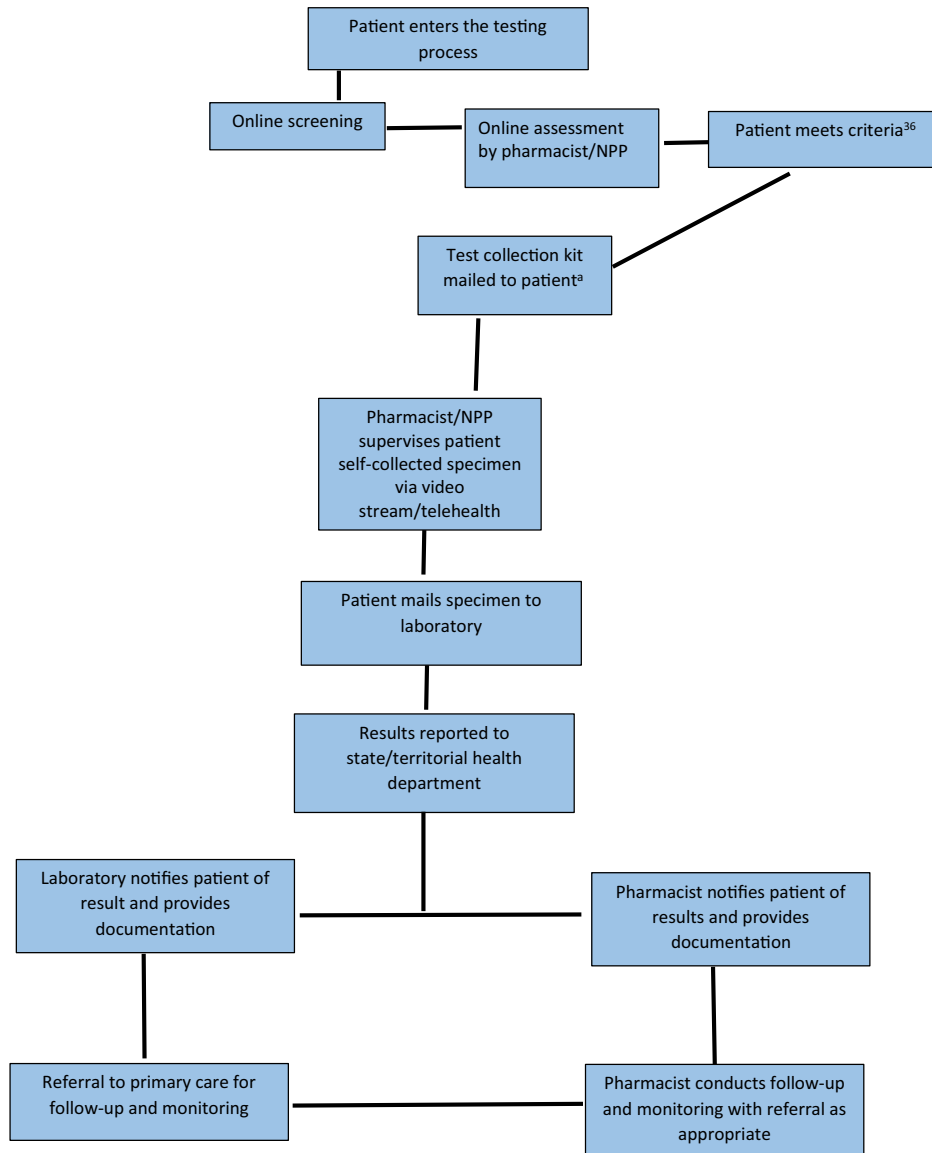 Patient enters the testing
process
Online screening
Online assessment
by pharmacist/NPP
Patient meets criteria³⁶
Test collection kit
mailed to patientᵃ
Pharmacist/NPP
supervises patient
self-collected specimen
via video
stream/telehealth
Patient mails specimen to
laboratory
Results reported to
state/territorial health
department
Laboratory notifies patient of
result and provides
documentation
Pharmacist notifies patient of
results and provides
documentation
Referral to primary care for
follow-up and monitoring
Pharmacist conducts follow-up
and monitoring with referral as
appropriate